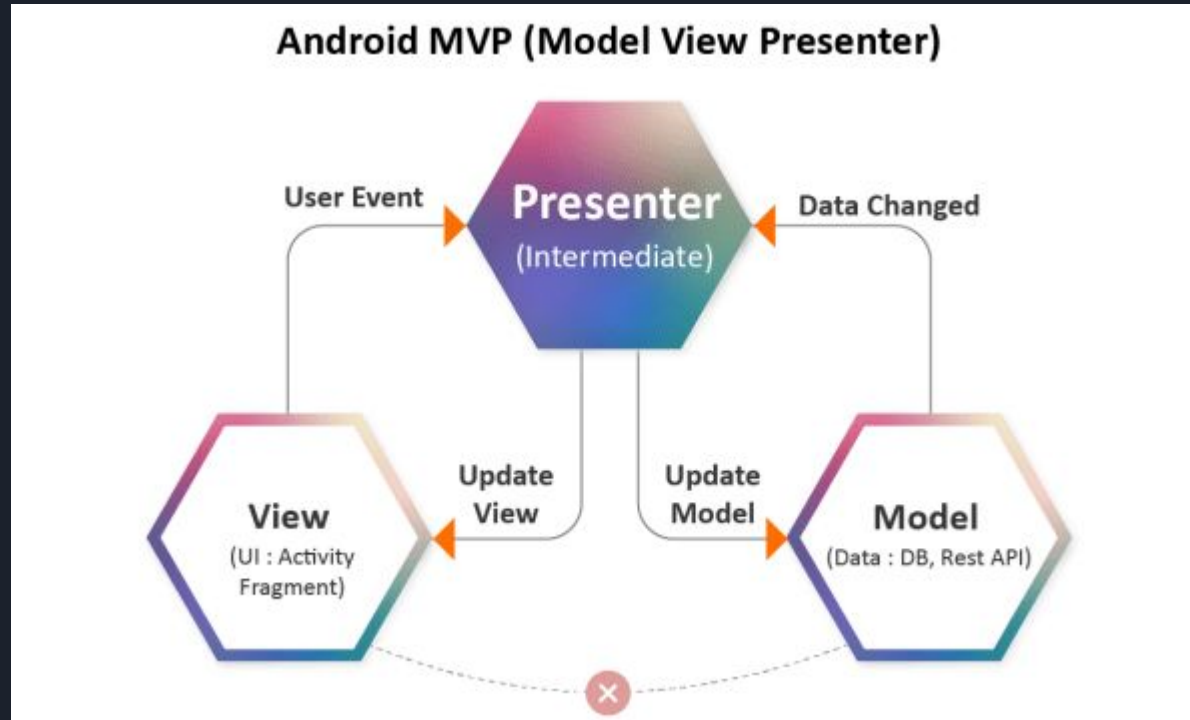 Android MVP (Model View Presenter)
User Event
Presenter
(Intermediate)
Data Changed
Update
View
Update
Model
View
(UI : Activity
Fragment)
Model
(Data : DB, Rest API)